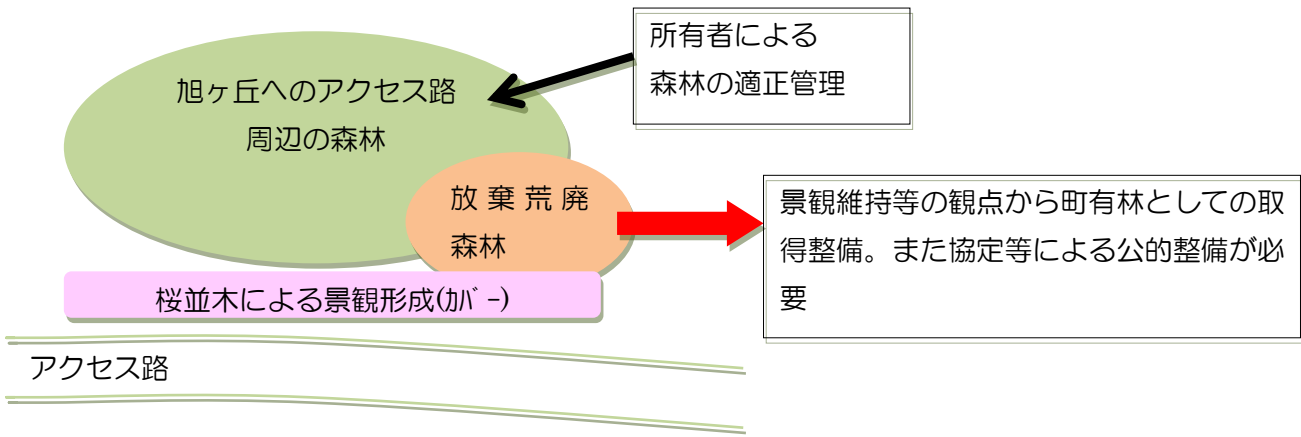 所有者による
森林の適正管理
旭ヶ丘へのアクセス路
周辺の森林
放棄荒廃
森林
景観維持等の観点から町有林としての取
得整備。また協定等による公的整備が必
要
桜並木による景観形成(ｶﾊﾞｰ)
アクセス路